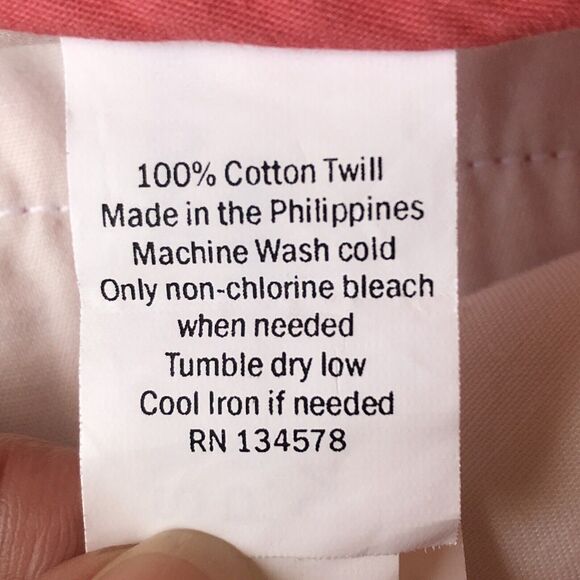 100% Cotton Twill
Made in the Philippines
Machine Wash cold
Only non-chlorine bleach
when needed
Tumble dry low
Cool Iron if needed
RN 134578